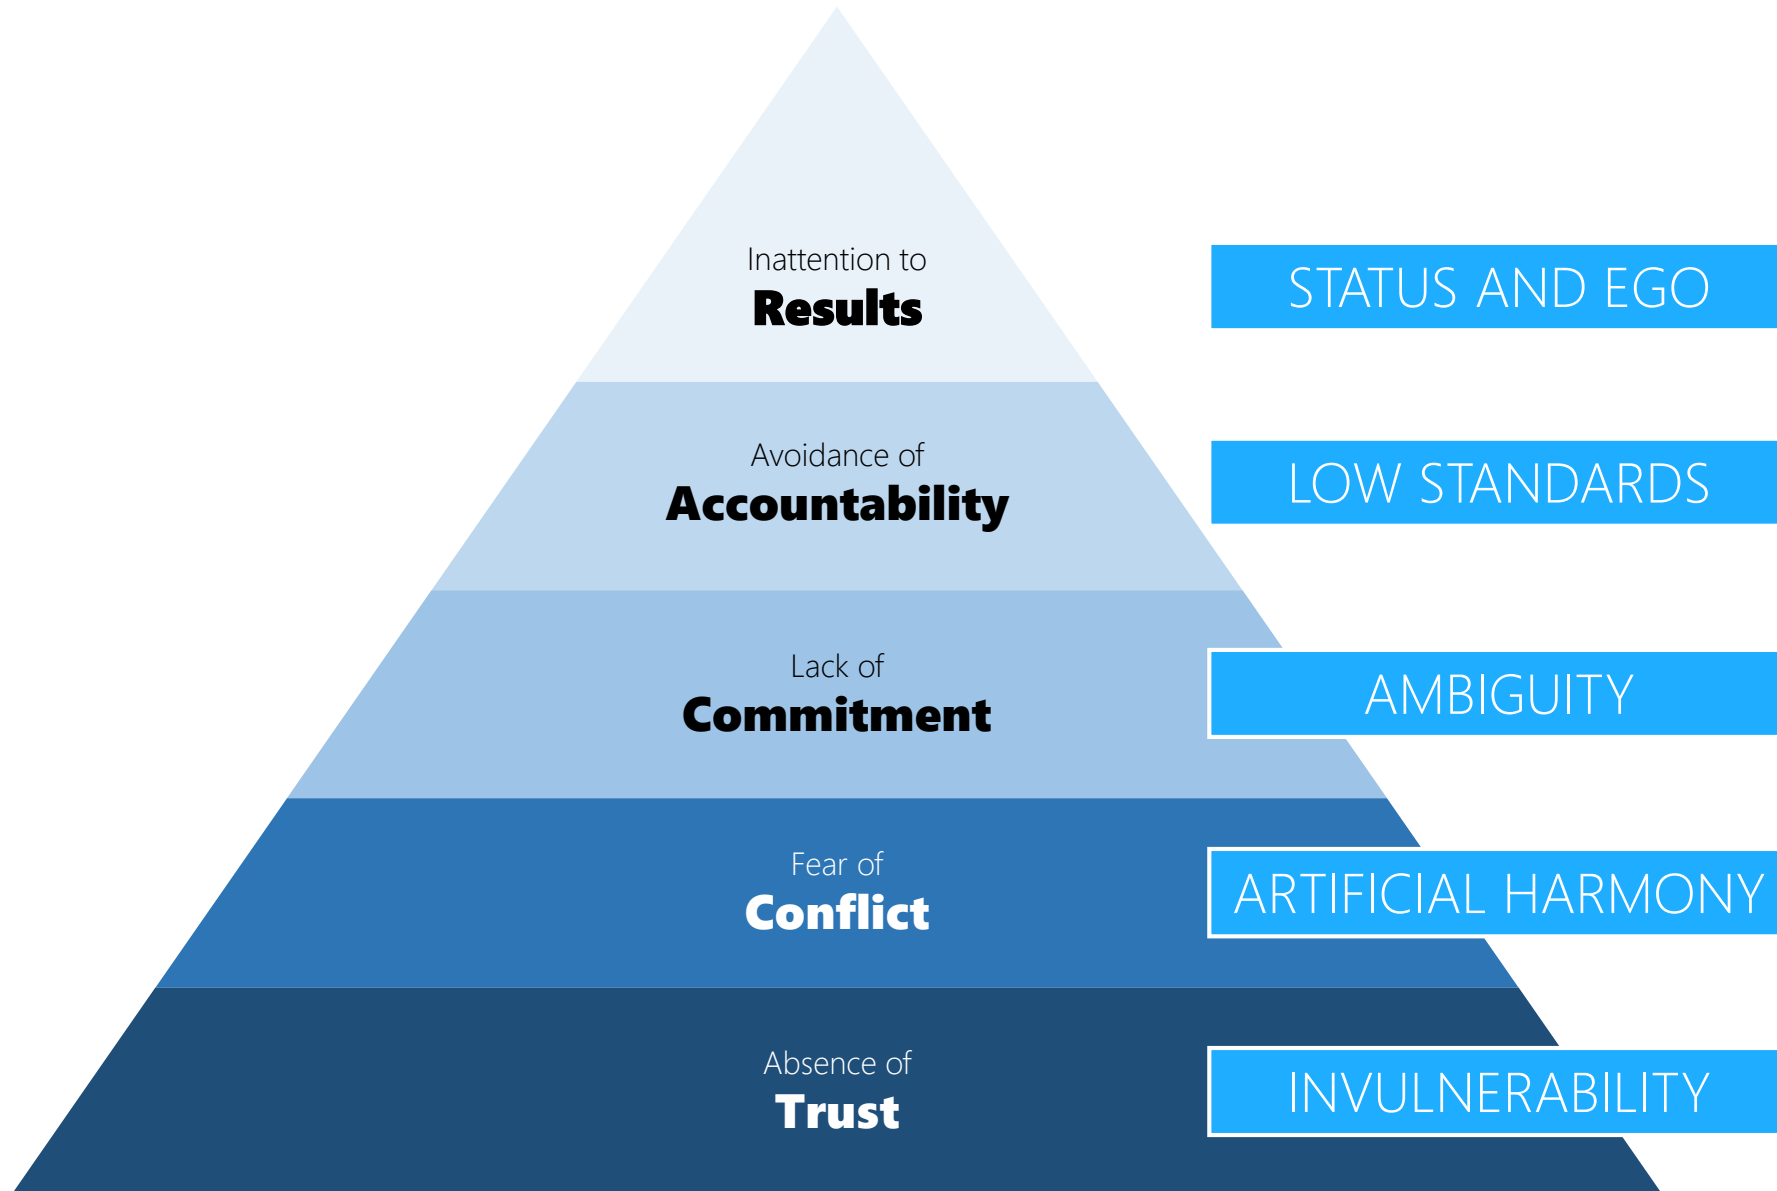 Inattention to
Results
STATUS AND EGO
Avoidance of
Accountability
LOW STANDARDS
Lack of
Commitment
AMBIGUITY
Fear of
Conflict
ARTIFICIAL HARMONY
Absence of
Trust
INVULNERABILITY